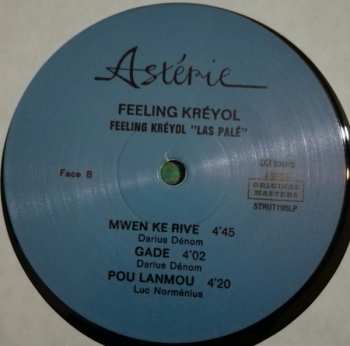 Astérie
FEELING KRÉYOL
FEELING KRÉYOL "LAS PALÉ"
Face B
ORIGINAL
MASTERS
STRUT195LP
MWEN KE RIVE 4'45
Darius Dénom
GADE 4'02
Darius Dénom
POU LANMOU 4'20
Luc Norménius